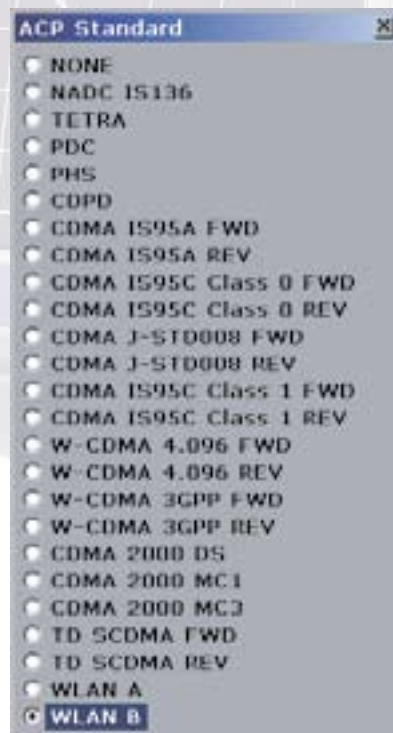 ACP Standard
NONE
NADC IS136
TETRA
PDC
PHS
CDPD
CDMA IS95A FWD
CDMA IS95A REV
CDMA IS95C Class 0 FWD
CDMA IS95C Class 0 REV
CDMA J-STD008 FWD
CDMA J-STD008 REV
CDMA IS95C Class 1 FWD
CDMA IS95C Class 1 REV
W-CDMA 4.096 FWD
W-CDMA 4.096 REV
W-CDMA 3GPP FWD
W-CDMA 3GPP REV
CDMA 2000 DS
CDMA 2000 MC1
CDMA 2000 MC3
TD SCDMA FWD
TD SCDMA REV
WLAN A
WLAN B